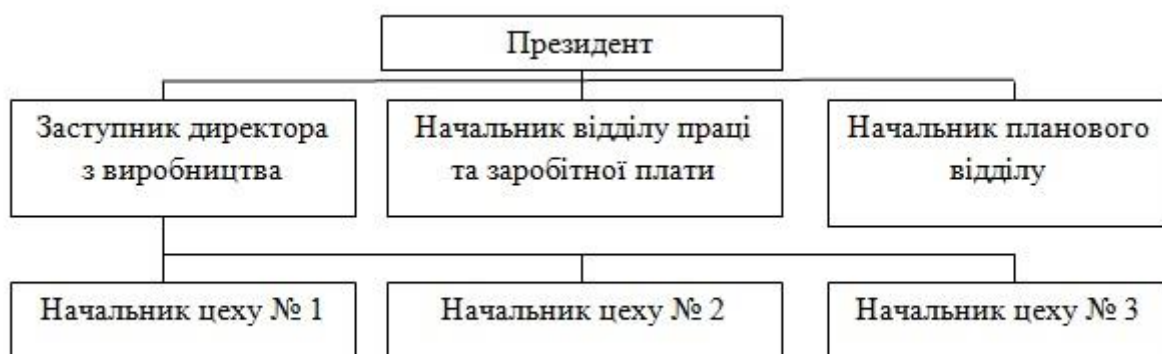 Президент
Заступник директора
з виробництва
Начальник відділу праці
та заробітної плати
Начальник планового
відділу
Начальник цеху № 1
Начальник цеху № 2
Начальник цеху № 3